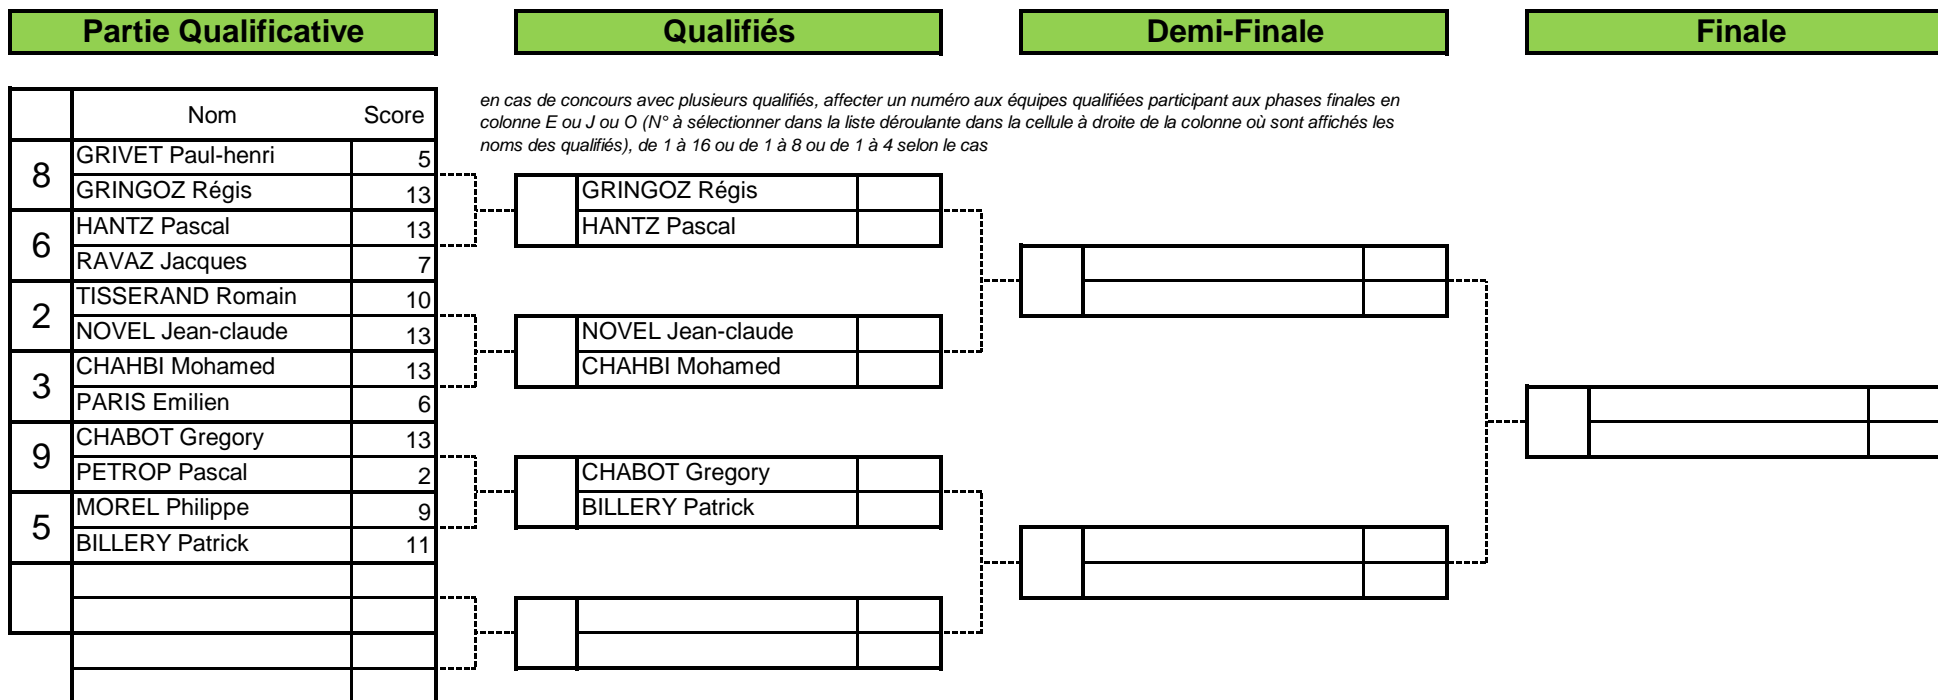 Partie Qualificative
Qualifiés
Demi-Finale
Finale
Nom Score
en cas de concours avec plusieurs qualifiés, affecter un numéro aux équipes qualifiées participant aux phases finales en
colonne E ou J ou O (N° à sélectionner dans la liste déroulante dans la cellule à droite de la colonne où sont affichés les
noms des qualifiés), de 1 à 16 ou de 1 à 8 ou de 1 à 4 selon le cas
8
GRIVET Paul-henri 5
GRINGOZ Régis 13
6
HANTZ Pascal 13
RAVAZ Jacques 7
2
TISSERAND Romain 10
NOVEL Jean-claude 13
3
CHAHBI Mohamed 13
PARIS Emilien 6
9
CHABOT Gregory 13
PETROP Pascal 2
5
MOREL Philippe 9
BILLERY Patrick 11
GRINGOZ Régis
HANTZ Pascal
NOVEL Jean-claude
CHAHBI Mohamed
CHABOT Gregory
BILLERY Patrick